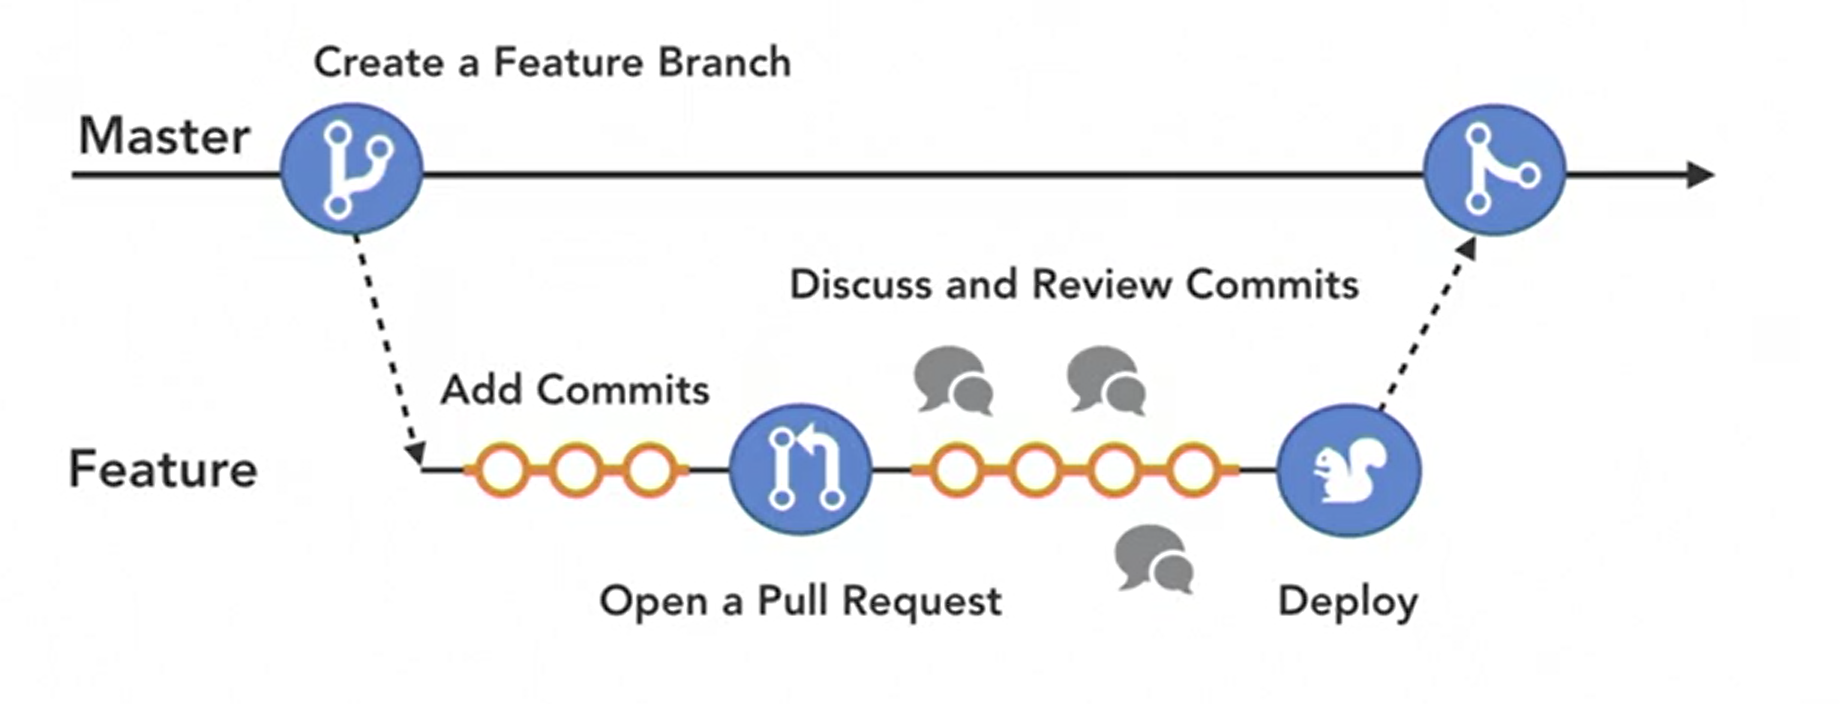 Create a Feature Branch
Master
Discuss and Review Commits
Add Commits
Feature
Open a Pull Request
Deploy